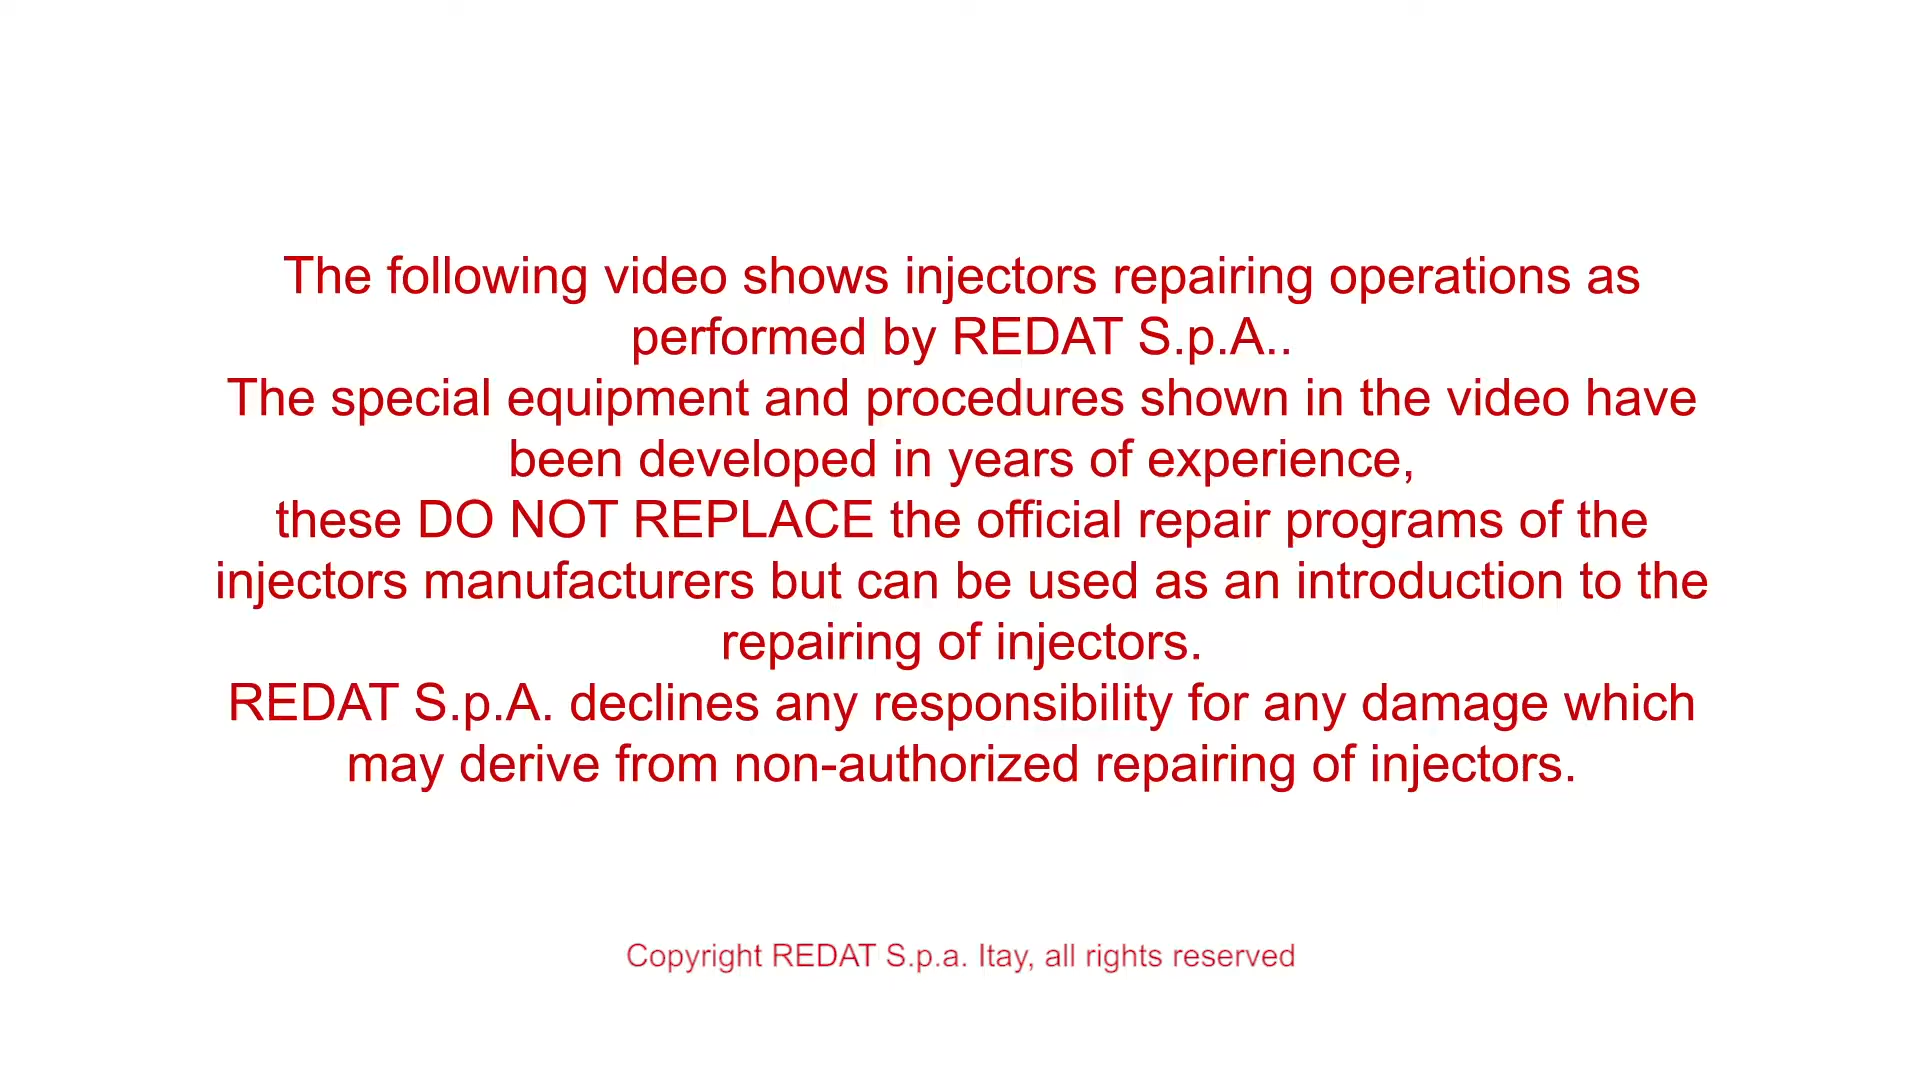 The following video shows injectors repairing operations as
performed by REDAT S.p.A..
The special equipment and procedures shown in the video have
been developed in years of experience,
these DO NOT REPLACE the official repair programs of the
injectors manufacturers but can be used as an introduction to the
repairing of injectors.
REDAT S.p.A. declines any responsibility for any damage which
may derive from non-authorized repairing of injectors.
Copyright REDAT S.p.a. Itay, all rights reserved